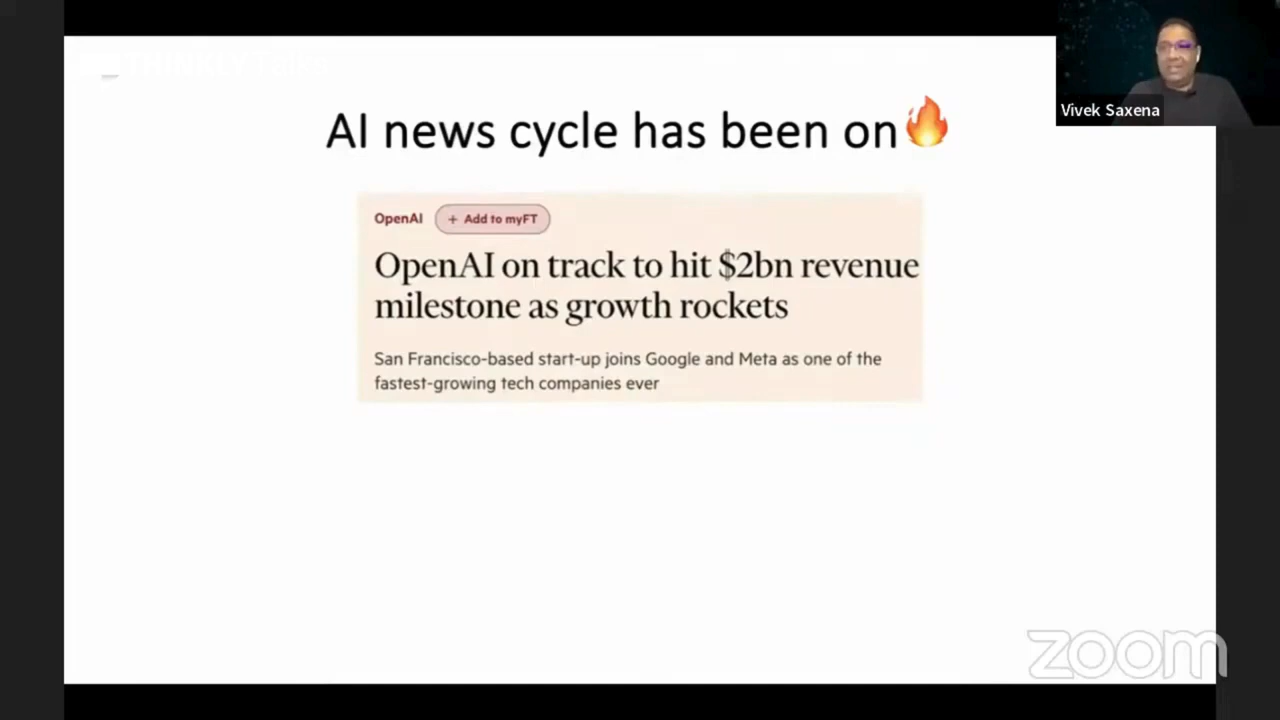 THINKLY Talks
Vivek Saxena
AI news cycle has been on🔥
OpenAI + Add to myFT
OpenAI on track to hit $2bn revenue
milestone as growth rockets
San Francisco-based start-up joins Google and Meta as one of the
fastest-growing tech companies ever
zoom